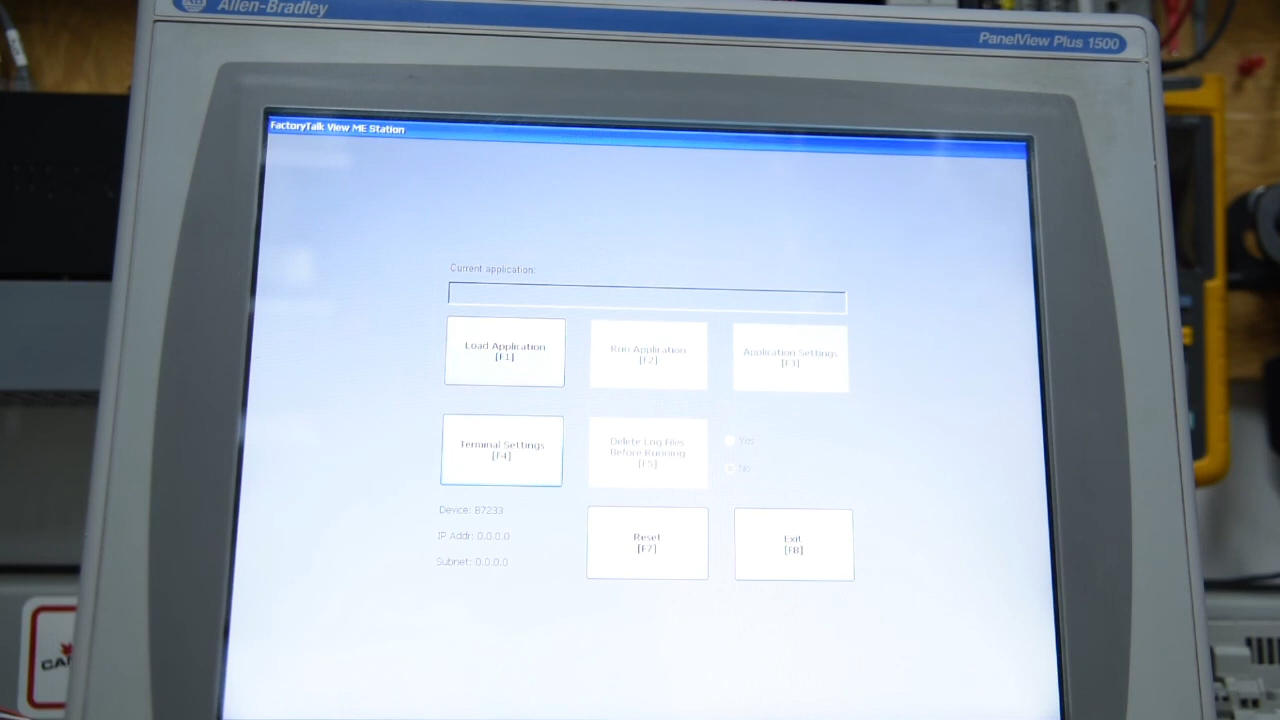 Allen-Bradley
PanelView Plus 1500
FactoryTalk View ME Station
Current application:
Load Application
[F1]
Run Application
[F2]
Application Settings
[F3]
Terminal Settings
[F4]
Delete Log Files
Before Running
[F5]
Yes
No
Device: B7233
IP Addr: 0.0.0.0
Subnet: 0.0.0.0
Reset
[F7]
Exit
[F8]